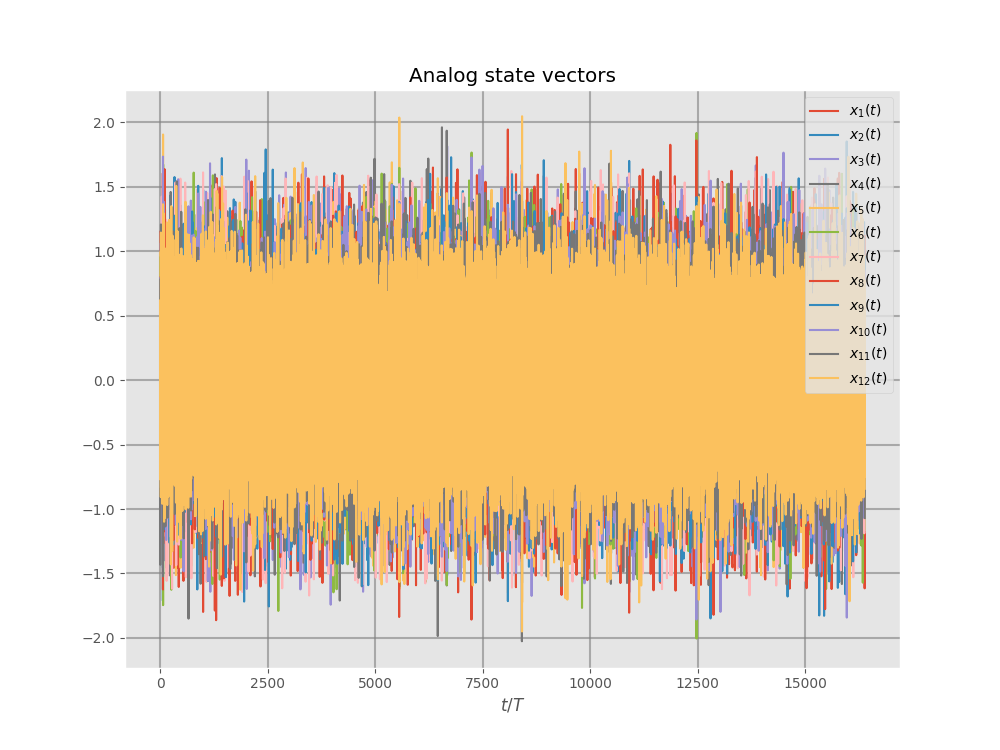 Analog state vectors
2.0
1.5
1.0
0.5
0.0
−0.5
−1.0
−1.5
−2.0
0
2500
5000
7500
10000
12500
15000
t/T
x₁(t)
x₂(t)
x₃(t)
x₄(t)
x₅(t)
x₆(t)
x₇(t)
x₈(t)
x₉(t)
x₁₀(t)
x₁₁(t)
x₁₂(t)